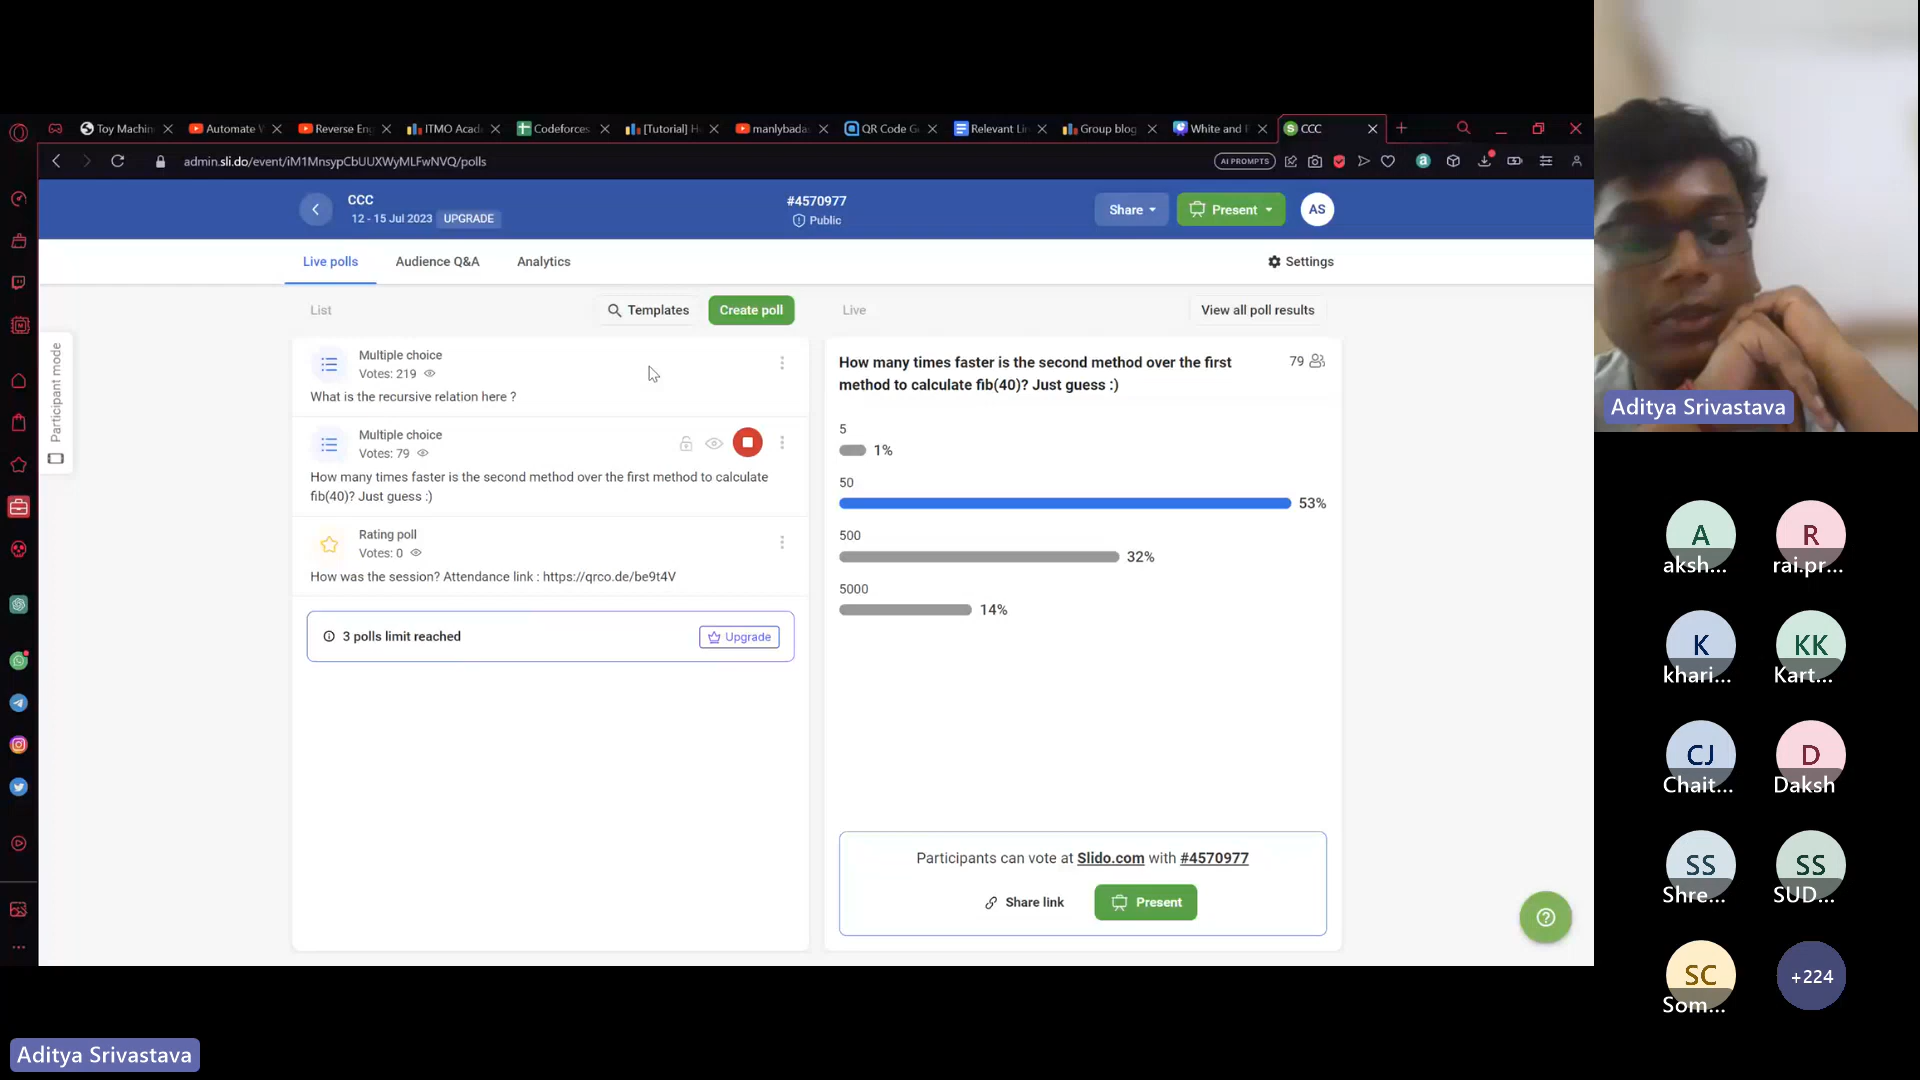 Toy Machin
Automate
Reverse Eng
ITMO Acad
Codeforces
[Tutorial] H
manlybada
QR Code G
Relevant Li
Group blog
White and
CCC
admin.sli.do/event/iM1MnsypCbUUXWyMLFwNVQ/polls
AI PROMPTS
CCC
12 - 15 Jul 2023 UPGRADE
#4570977
Public
Share
Present
AS
Live polls
Audience Q&A
Analytics
Settings
Participant mode
List
Templates
Create poll
Multiple choice
Votes: 219
What is the recursive relation here ?
Multiple choice
Votes: 79
How many times faster is the second method over the first method to calculate
fib(40)? Just guess :)
Rating poll
Votes: 0
How was the session? Attendance link : https://qrco.de/be9t4V
3 polls limit reached
Upgrade
Live
View all poll results
How many times faster is the second method over the first
method to calculate fib(40)? Just guess :)
79
5
1%
50
53%
500
32%
5000
14%
Participants can vote at Slido.com with #4570977
Share link
Present
Aditya Srivastava
A
aksh...
R
rai.pr...
K
khari...
KK
Kart...
CJ
Chait...
D
Daksh
SS
Shre...
SS
SUD...
SC
Som...
+224
Aditya Srivastava